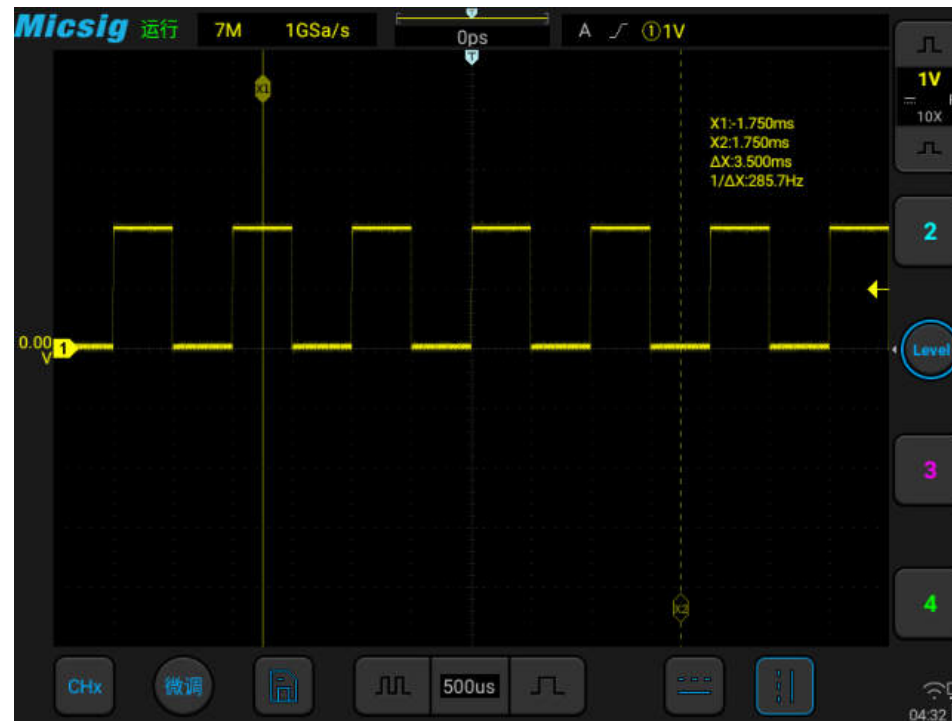 Micsig 运行 7M 1GSa/s 0ps A ①1V
T
T
X1
1V
10X
X1:-1.750ms
X2:1.750ms
ΔX:3.500ms
1/ΔX:285.7Hz
2
0.00 1
V
Level
3
X2
4
CHx 微调 500us
04:32